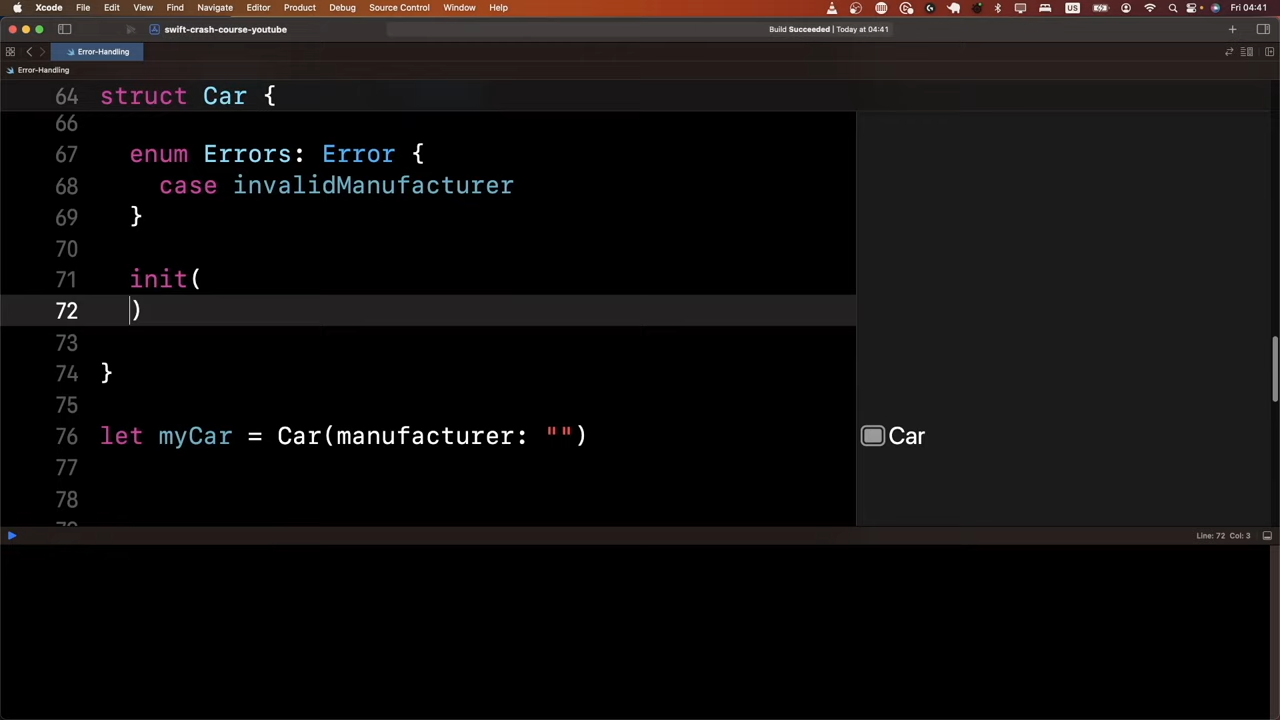 Xcode File Edit View Find Navigate Editor Product Debug Source Control Window Help US Fri 04:41
swift-crash-course-youtube Build Succeeded | Today at 04:41
Error-Handling
Error-Handling
64 struct Car {
66
67 enum Errors: Error {
68 case invalidManufacturer
69 }
70
71 init(
72 )
73
74 }
75
76 let myCar = Car(manufacturer: "") Car
77
78
Line: 72 Col: 3